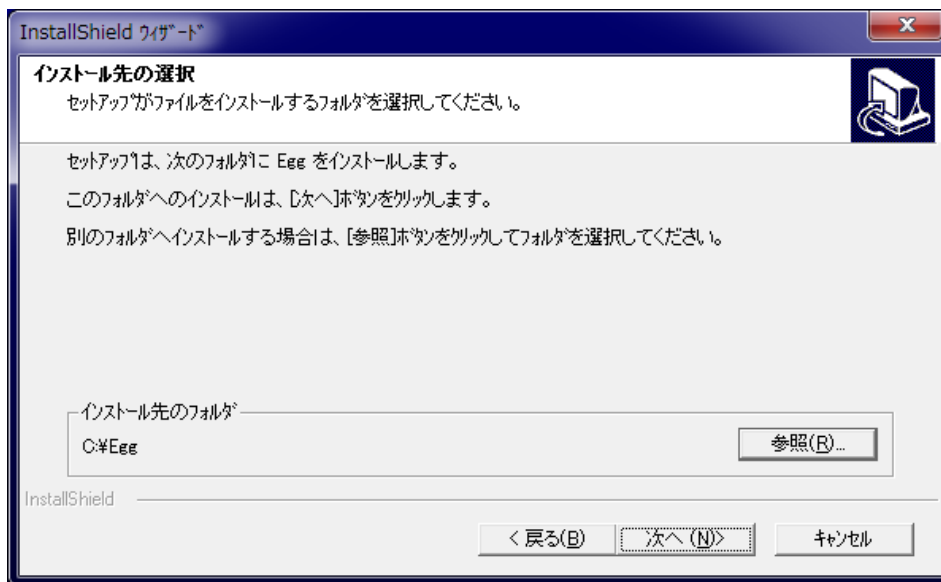 InstallShield ｳｨｻﾞｰﾄﾞ
インストール先の選択
セットアップがファイルをインストールするフォルダを選択してください。
セットアップは、次のフォルダに Egg をインストールします。
このフォルダへのインストールは、[次へ]ボタンをクリックします。
別のフォルダへインストールする場合は、[参照]ボタンをクリックしてフォルダを選択してください。
インストール先のフォルダ
C:¥Egg
参照(R)...
InstallShield
< 戻る(B)
次へ (N)>
ｷｬﾝｾﾙ